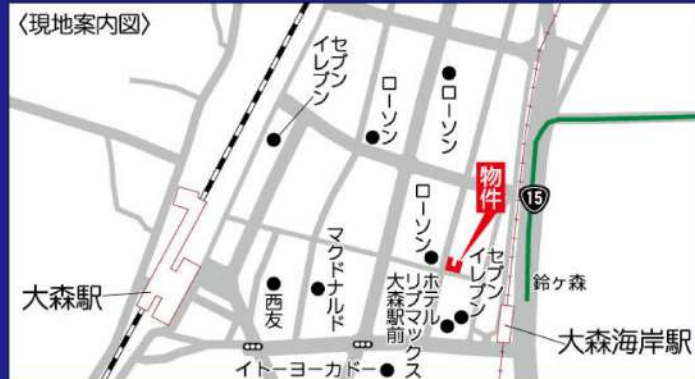 〈現地案内図〉
セブン
イレブン
ローソン
ローソン
物件
15
ローソン
セブン
イレブン
鈴ヶ森
マクドナルド
ホテル
リブマックス
大森駅前
西友
大森駅
大森海岸駅
イトーヨーカドー